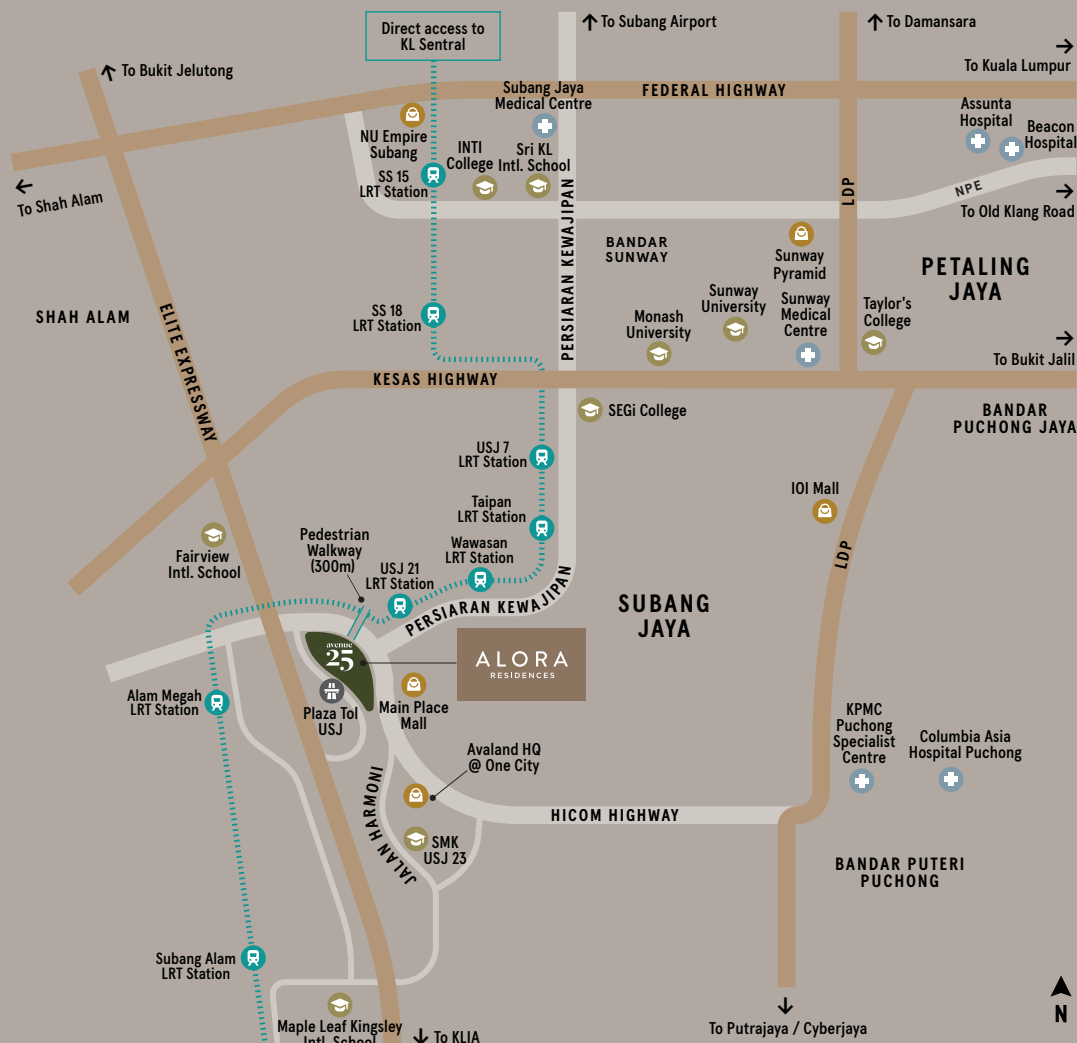 Direct access to
KL Sentral
To Subang Airport
To Damansara
To Kuala Lumpur
To Bukit Jelutong
FEDERAL HIGHWAY
Subang Jaya
Medical Centre
Assunta
Hospital
Beacon
Hospital
NU Empire
Subang
INTI
College
Sri KL
Intl. School
SS 15
LRT Station
To Shah Alam
NPE
LDP
To Old Klang Road
PERSIARAN KEWAJIPAN
BANDAR
SUNWAY
Sunway
Pyramid
PETALING
JAYA
SHAH ALAM
ELITE EXPRESSWAY
SS 18
LRT Station
Monash
University
Sunway
University
Sunway
Medical
Centre
Taylor's
College
To Bukit Jalil
KESAS HIGHWAY
SEGi College
BANDAR
PUCHONG JAYA
USJ 7
LRT Station
IOI Mall
Taipan
LRT Station
LDP
Fairview
Intl. School
Pedestrian
Walkway
(300m)
Wawasan
LRT Station
USJ 21
LRT Station
PERSIARAN KEWAJIPAN
SUBANG
JAYA
avenue
25
ALORA
RESIDENCES
Alam Megah
LRT Station
Plaza Tol
USJ
Main Place
Mall
KPMC
Puchong
Specialist
Centre
Columbia Asia
Hospital Puchong
Avaland HQ
@ One City
JALAN HARMONI
HICOM HIGHWAY
SMK
USJ 23
BANDAR PUTERI
PUCHONG
Subang Alam
LRT Station
N
Maple Leaf Kingsley
Intl. School
To KLIA
To Putrajaya / Cyberjaya